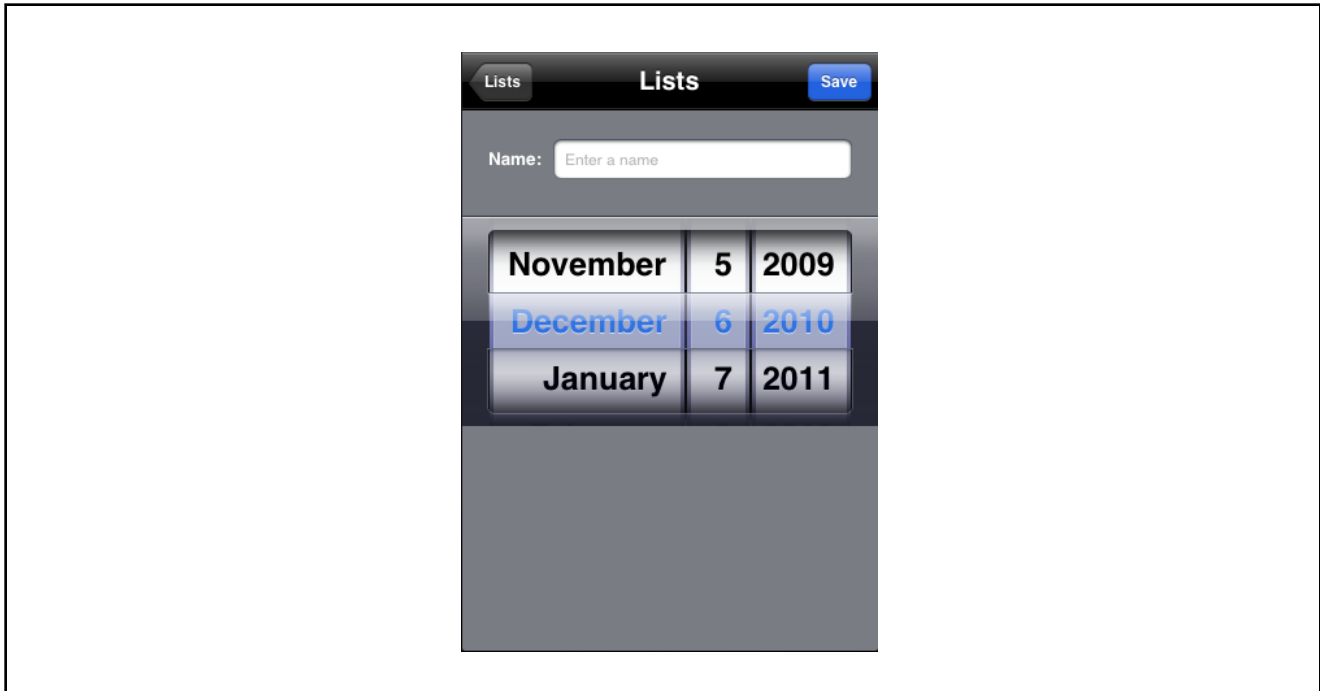 Lists Lists Save
Name: Enter a name
November 5 2009
December 6 2010
January 7 2011